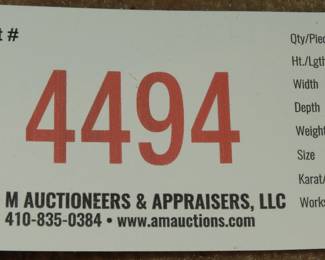 t #
4494
M AUCTIONEERS & APPRAISERS, LLC
410-835-0384 • www.amauctions.com
Qty/Piec
Ht./Lgth
Width
Depth
Weight
Size
Karat/
Works